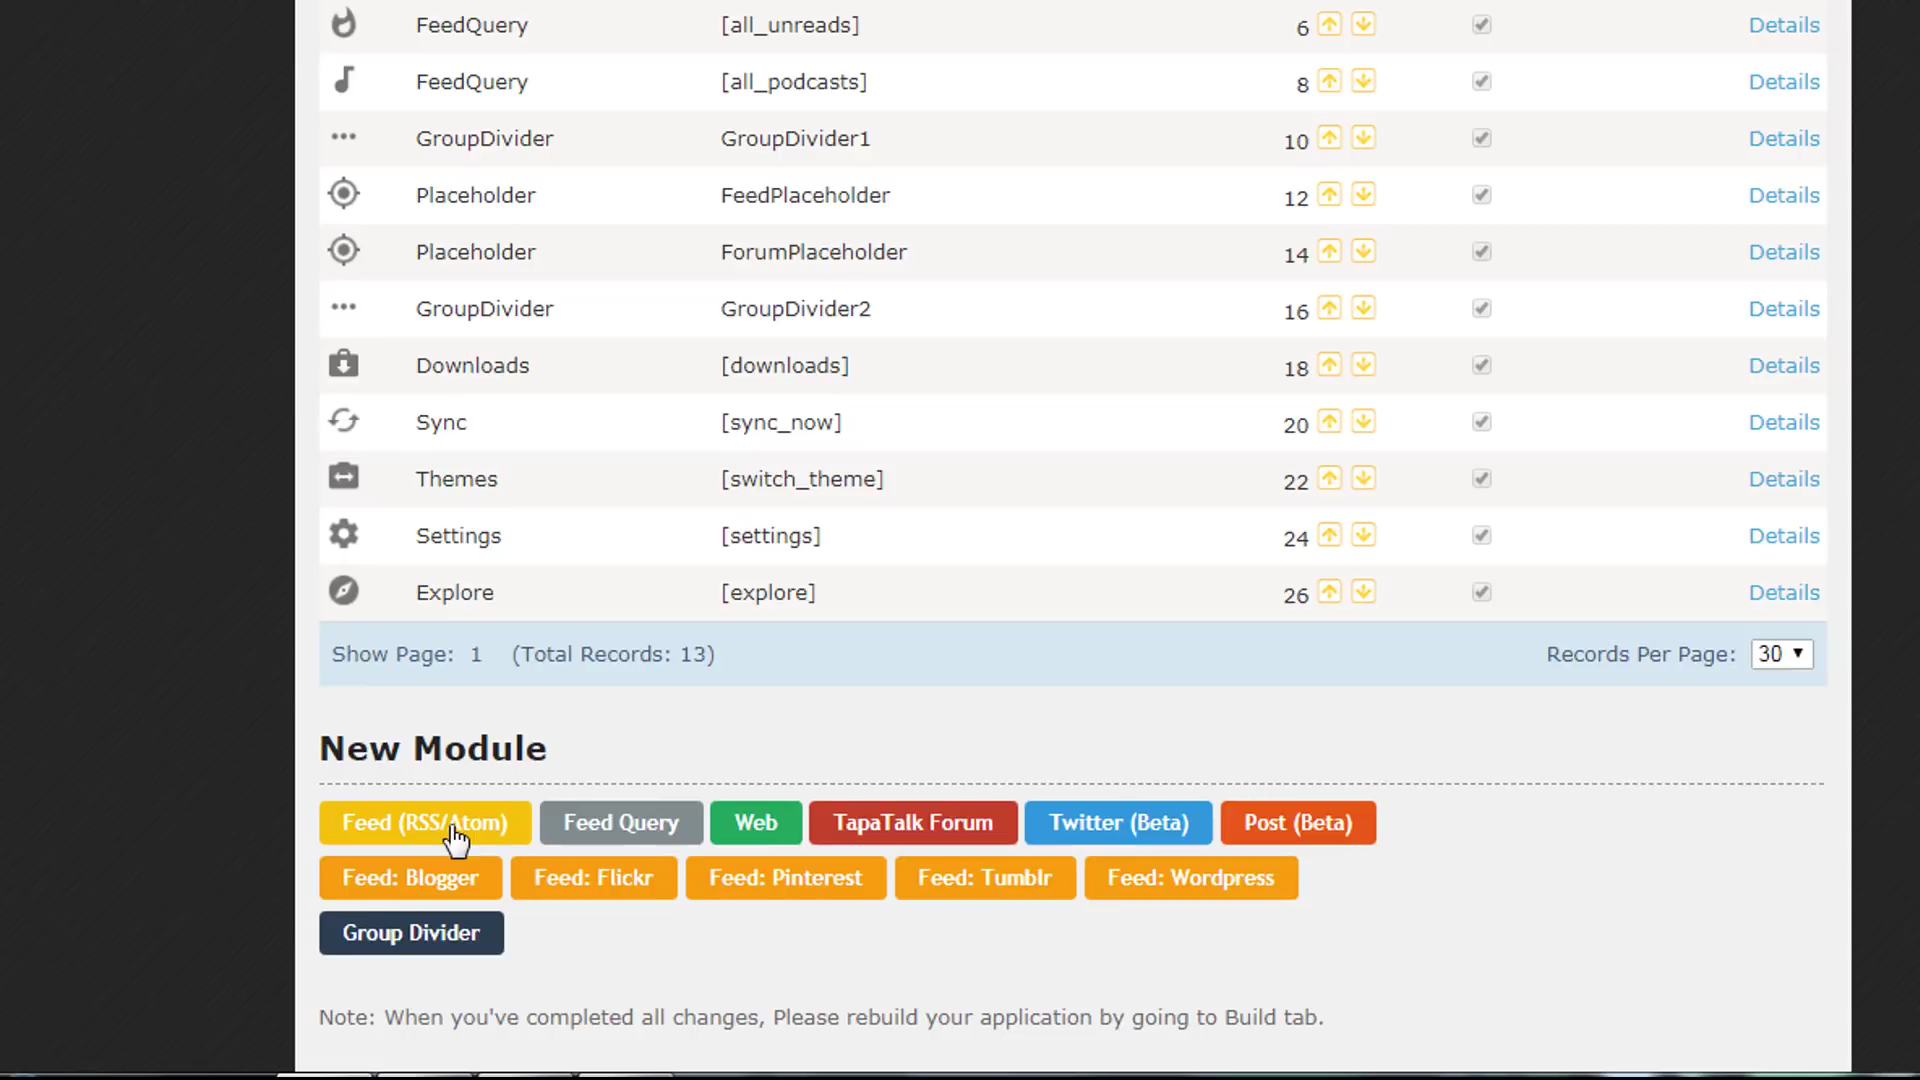 FeedQuery [all_unreads] 6 Details
FeedQuery [all_podcasts] 8 Details
GroupDivider GroupDivider1 10 Details
Placeholder FeedPlaceholder 12 Details
Placeholder ForumPlaceholder 14 Details
GroupDivider GroupDivider2 16 Details
Downloads [downloads] 18 Details
Sync [sync_now] 20 Details
Themes [switch_theme] 22 Details
Settings [settings] 24 Details
Explore [explore] 26 Details
Show Page: 1 (Total Records: 13) Records Per Page: 30
New Module
Feed (RSS/Atom) Feed Query Web TapaTalk Forum Twitter (Beta) Post (Beta)
Feed: Blogger Feed: Flickr Feed: Pinterest Feed: Tumblr Feed: Wordpress
Group Divider
Note: When you've completed all changes, Please rebuild your application by going to Build tab.